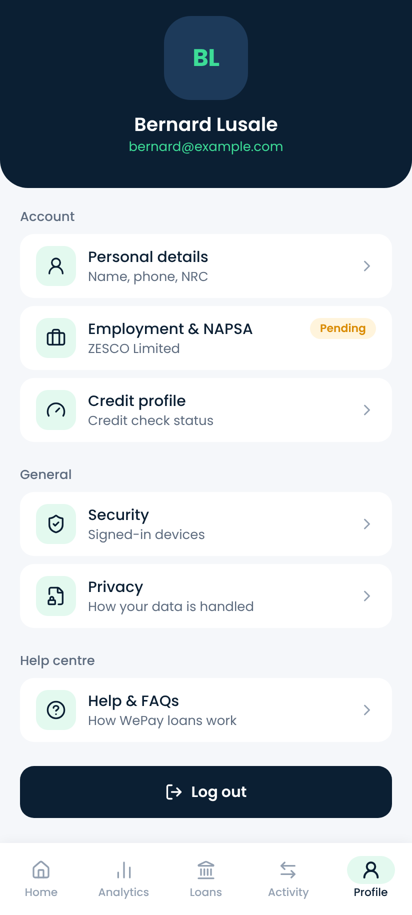 BL
Bernard Lusale
bernard@example.com
Account
Personal details
Name, phone, NRC
Employment & NAPSA
Pending
ZESCO Limited
Credit profile
Credit check status
General
Security
Signed-in devices
Privacy
How your data is handled
Help centre
Help & FAQs
How WePay loans work
Log out
Home
Analytics
Loans
Activity
Profile